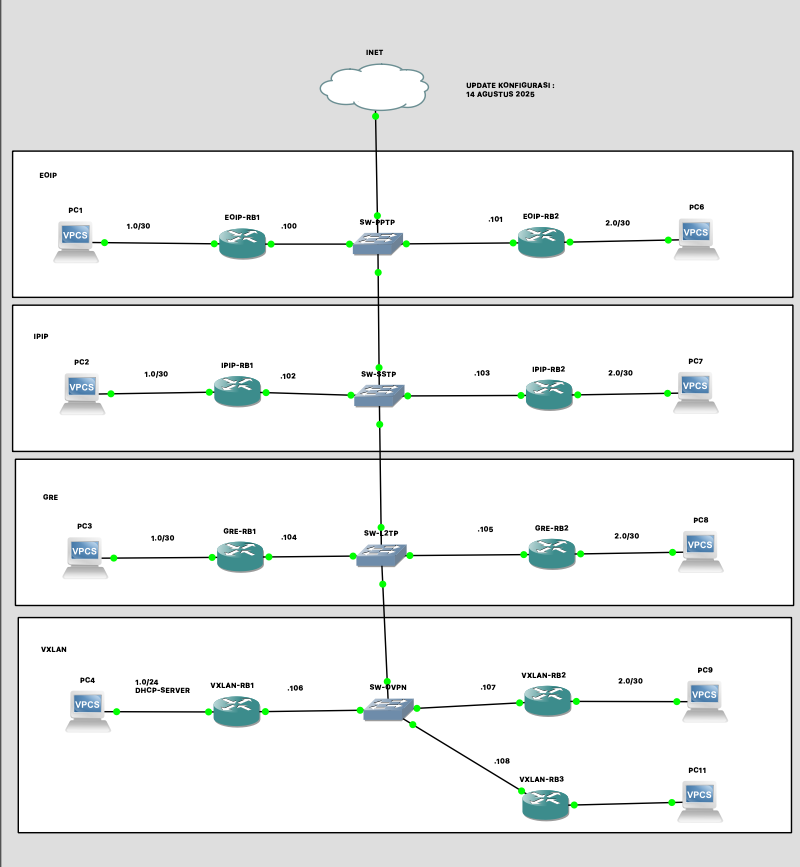 INET
UPDATE KONFIGURASI :
14 AGUSTUS 2025
EOIP
PC1
1.0/30
EOIP-RB1
.100
SW-PPTP
.101
EOIP-RB2
2.0/30
PC6
VPCS
VPCS
IPIP
PC2
1.0/30
IPIP-RB1
.102
SW-SSTP
.103
IPIP-RB2
2.0/30
PC7
VPCS
VPCS
GRE
PC3
1.0/30
GRE-RB1
.104
SW-L2TP
.105
GRE-RB2
2.0/30
PC8
VPCS
VPCS
VXLAN
PC4
1.0/24
DHCP-SERVER
VXLAN-RB1
.106
SW-OVPN
.107
VXLAN-RB2
2.0/30
PC9
VPCS
VPCS
.108
VXLAN-RB3
PC11
VPCS